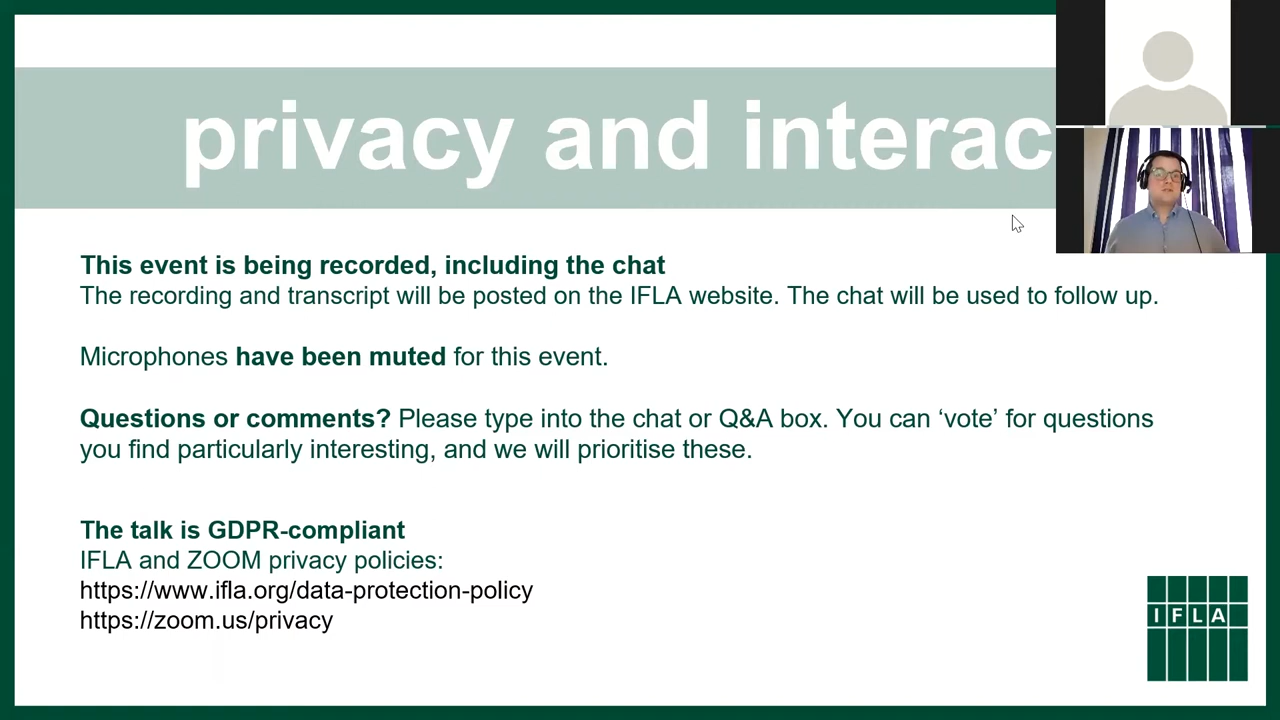 privacy and interac
This event is being recorded, including the chat
The recording and transcript will be posted on the IFLA website. The chat will be used to follow up.
Microphones have been muted for this event.
Questions or comments? Please type into the chat or Q&A box. You can ‘vote’ for questions
you find particularly interesting, and we will prioritise these.
The talk is GDPR-compliant
IFLA and ZOOM privacy policies:
https://www.ifla.org/data-protection-policy
https://zoom.us/privacy
IFLA